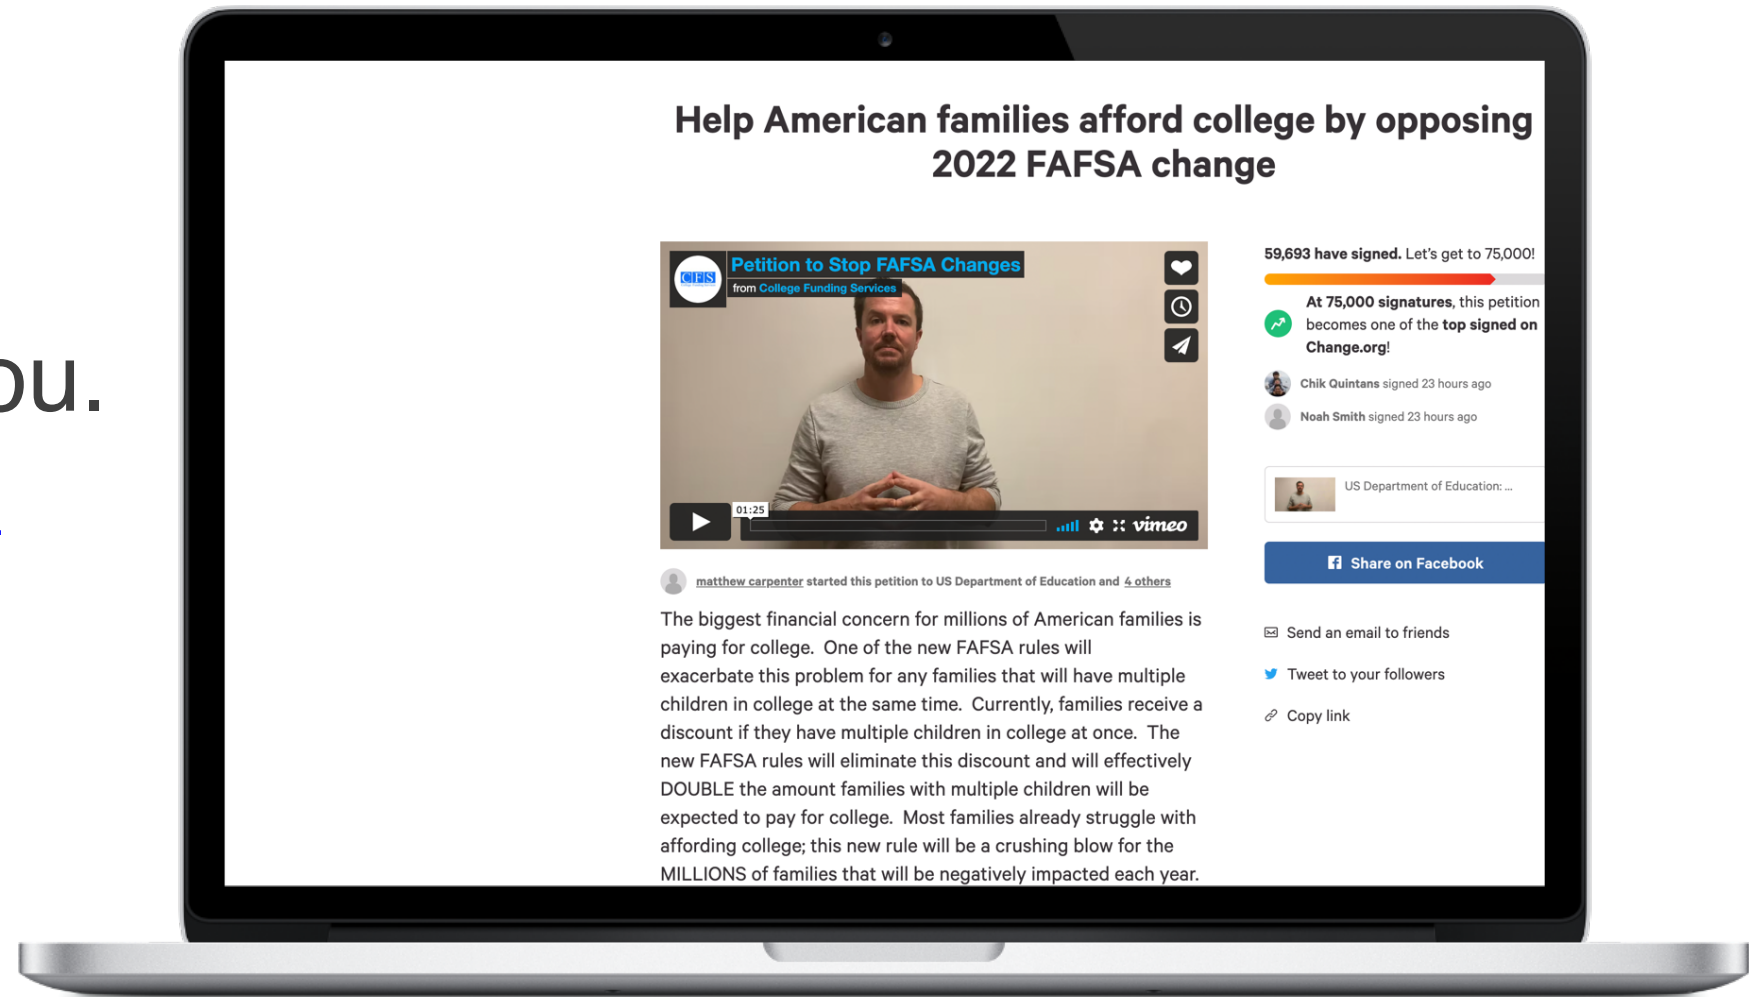 Help American families afford college by opposing
2022 FAFSA change
CFS
Petition to Stop FAFSA Changes
from College Funding Services
01:25
vimeo
59,693 have signed. Let's get to 75,000!
At 75,000 signatures, this petition
becomes one of the top signed on
Change.org!
Chik Quintans signed 23 hours ago
Noah Smith signed 23 hours ago
US Department of Education: ...
Share on Facebook
Send an email to friends
Tweet to your followers
Copy link
matthew carpenter started this petition to US Department of Education and 4 others
The biggest financial concern for millions of American families is
paying for college.  One of the new FAFSA rules will
exacerbate this problem for any families that will have multiple
children in college at the same time.  Currently, families receive a
discount if they have multiple children in college at once.  The
new FAFSA rules will eliminate this discount and will effectively
DOUBLE the amount families with multiple children will be
expected to pay for college.  Most families already struggle with
affording college; this new rule will be a crushing blow for the
MILLIONS of families that will be negatively impacted each year.